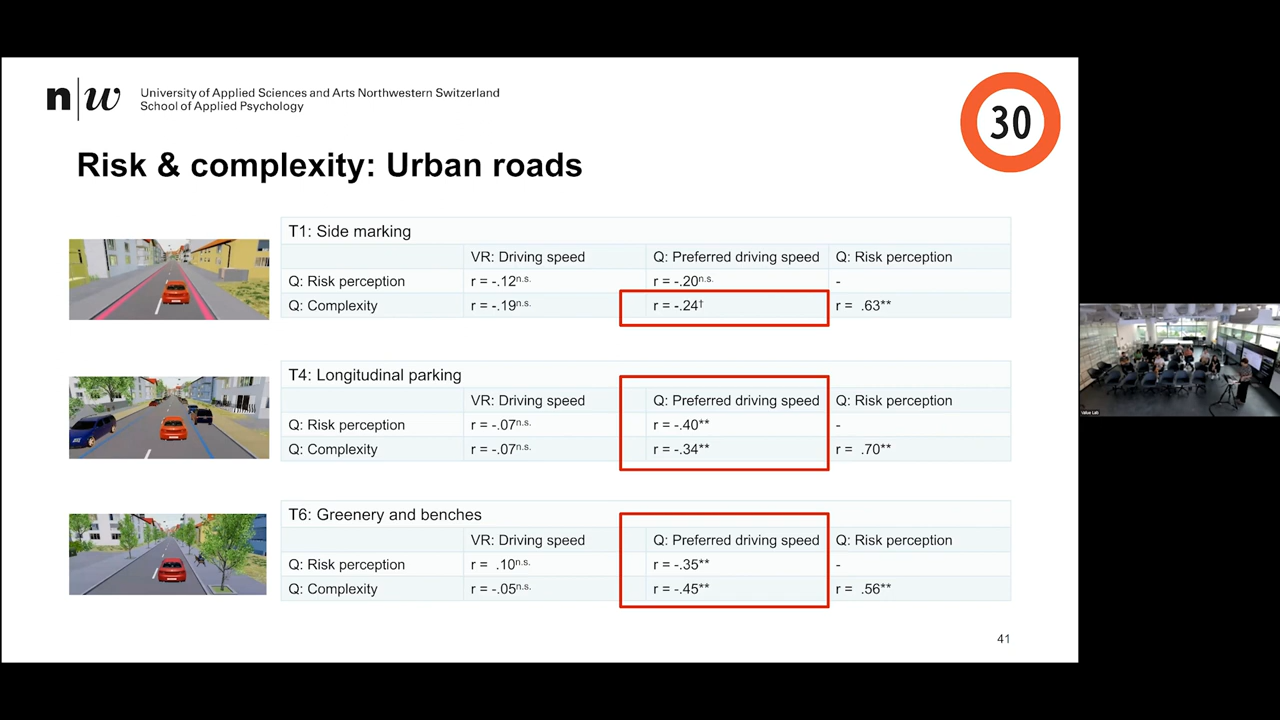 n|w University of Applied Sciences and Arts Northwestern Switzerland
School of Applied Psychology
30
Risk & complexity: Urban roads
T1: Side marking
VR: Driving speed Q: Preferred driving speed Q: Risk perception
Q: Risk perception r = -.12n.s. r = -.20n.s. -
Q: Complexity r = -.19n.s. r = -.24† r = .63**
T4: Longitudinal parking
VR: Driving speed Q: Preferred driving speed Q: Risk perception
Q: Risk perception r = -.07n.s. r = -.40** -
Q: Complexity r = -.07n.s. r = -.34** r = .70**
T6: Greenery and benches
VR: Driving speed Q: Preferred driving speed Q: Risk perception
Q: Risk perception r = .10n.s. r = -.35** -
Q: Complexity r = -.05n.s. r = -.45** r = .56**
41
Value Lab